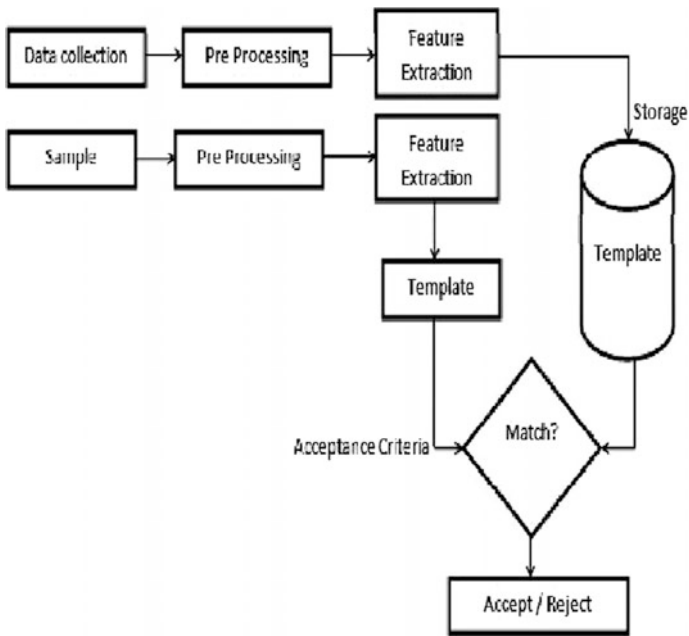 Data collection
Pre Processing
Feature
Extraction
Storage
Sample
Pre Processing
Feature
Extraction
Template
Template
Acceptance Criteria
Match?
Accept / Reject